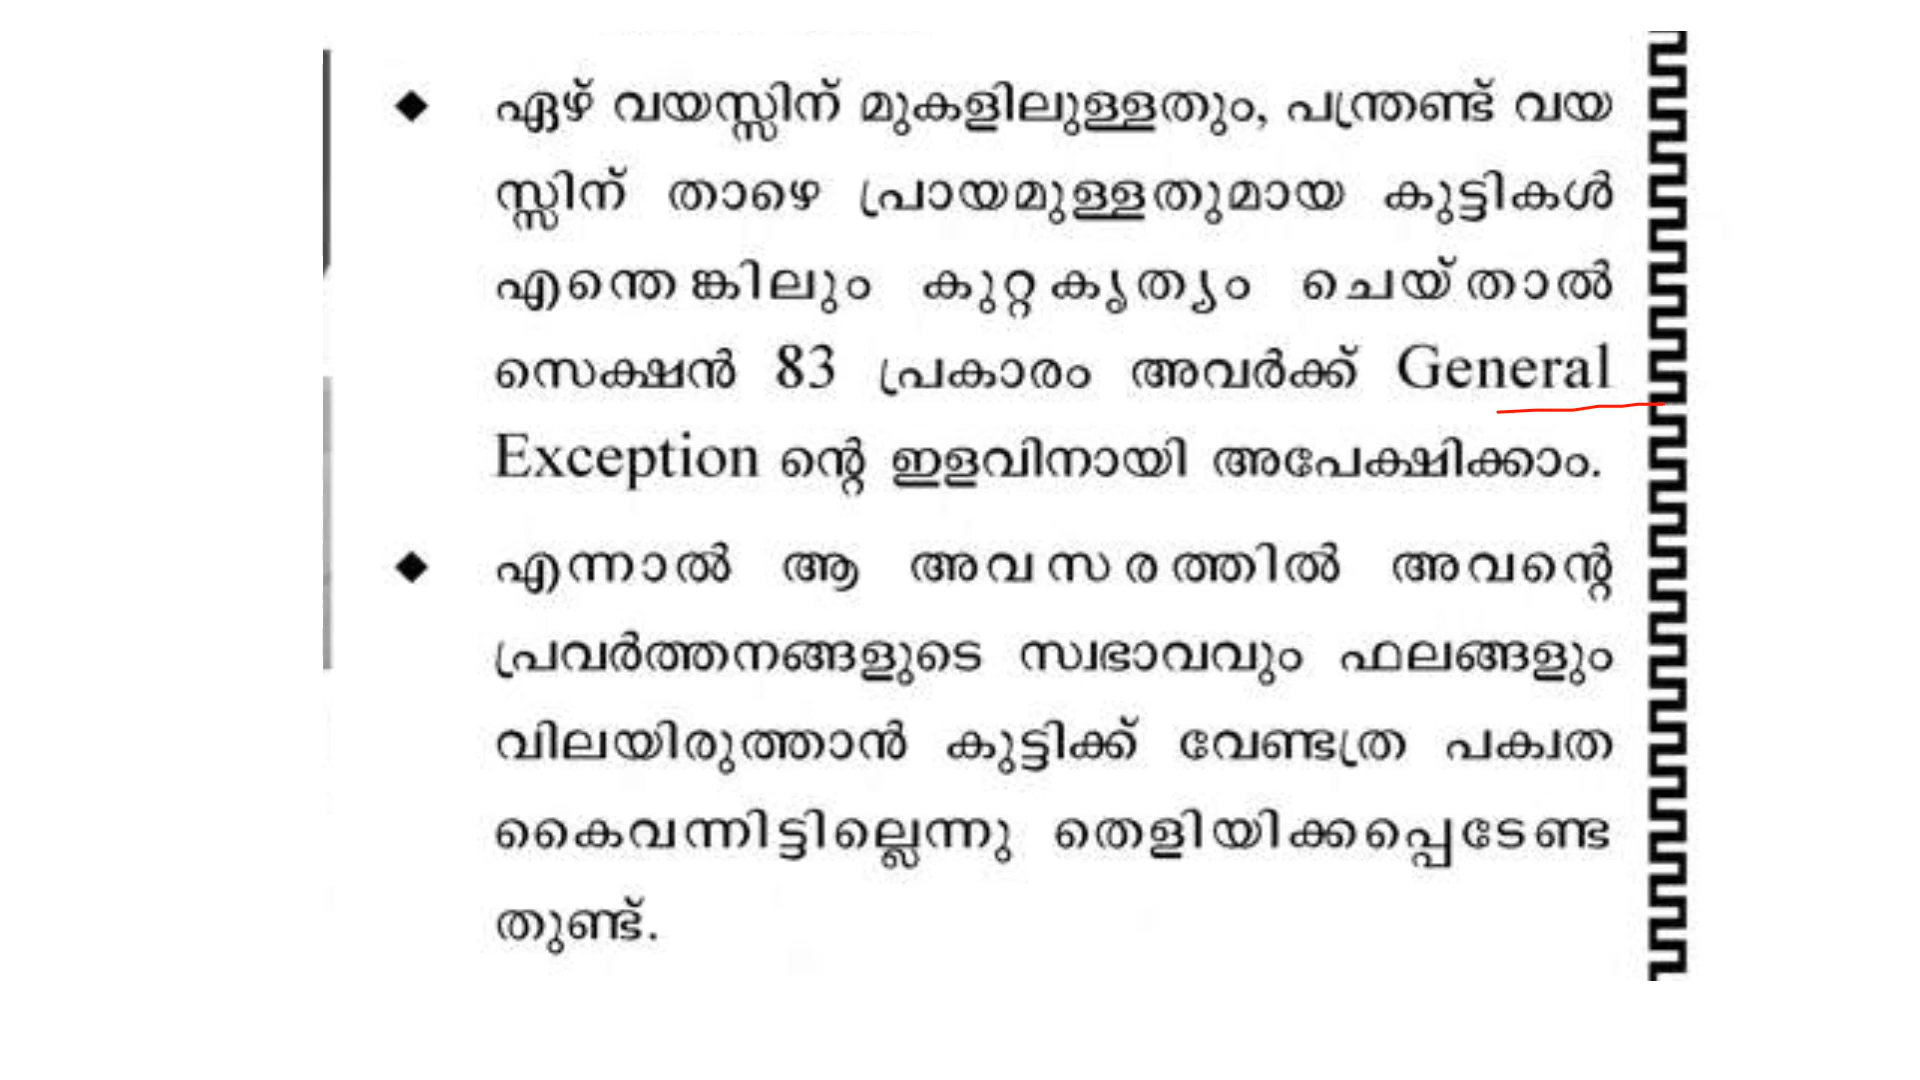 ◆ ഏഴ് വയസ്സിന് മുകളിലുള്ളതും, പന്ത്രണ്ട് വയ
സ്സിന് താഴെ പ്രായമുള്ളതുമായ കുട്ടികൾ
എന്തെങ്കിലും കുറ്റകൃത്യം ചെയ്താൽ
സെക്ഷൻ 83 പ്രകാരം അവർക്ക് General
Exception ന്റെ ഇളവിനായി അപേക്ഷിക്കാം.
◆ എന്നാൽ ആ അവസരത്തിൽ അവന്റെ
പ്രവർത്തനങ്ങളുടെ സ്വഭാവവും ഫലങ്ങളും
വിലയിരുത്താൻ കുട്ടിക്ക് വേണ്ടത്ര പക്വത
കൈവന്നിട്ടില്ലെന്നു തെളിയിക്കപ്പെടേണ്ട
തുണ്ട്.